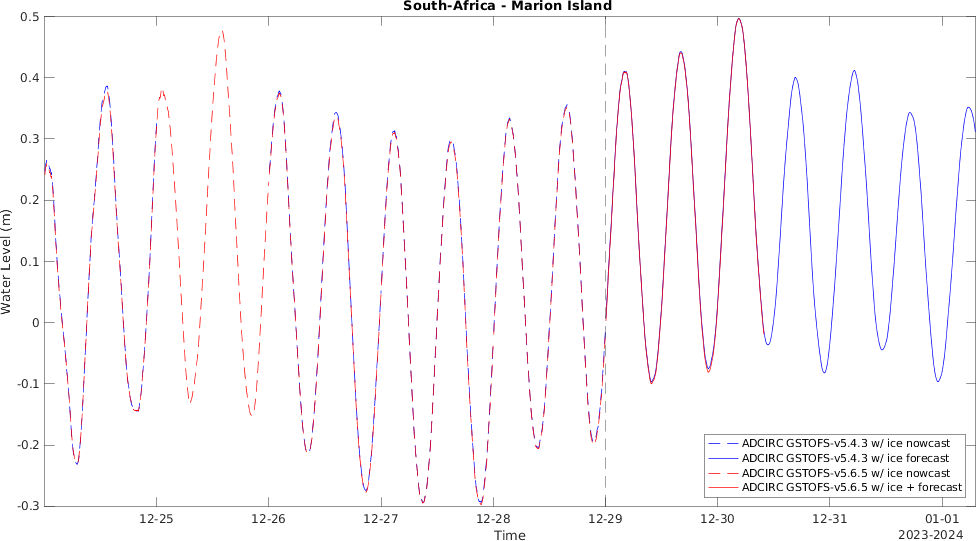 South-Africa - Marion Island
0.5
0.4
0.3
0.2
0.1
0
-0.1
-0.2
-0.3
Water Level (m)
12-25 12-26 12-27 12-28 12-29 12-30 12-31 01-01
Time
2023-2024
ADCIRC GSTOFS-v5.4.3 w/ ice nowcast
ADCIRC GSTOFS-v5.4.3 w/ ice forecast
ADCIRC GSTOFS-v5.6.5 w/ ice nowcast
ADCIRC GSTOFS-v5.6.5 w/ ice + forecast